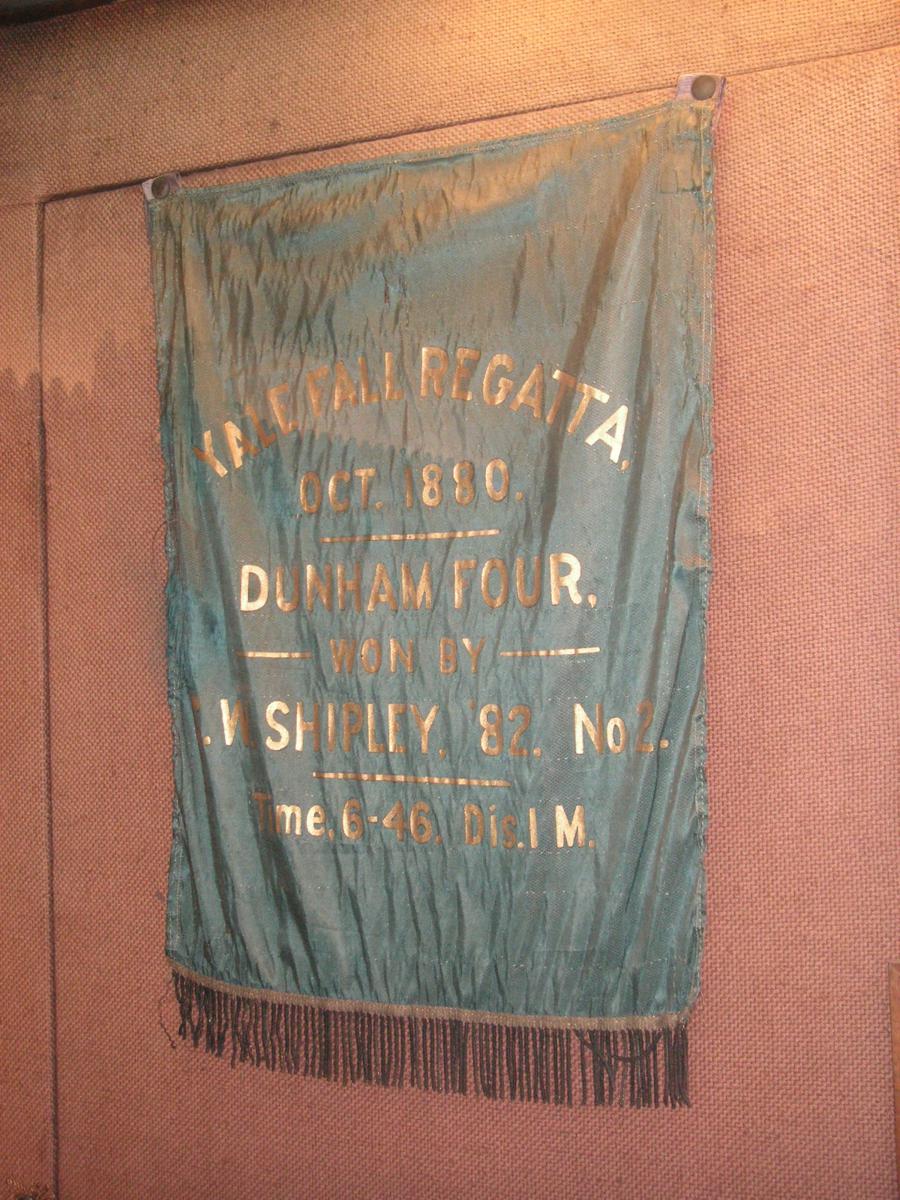 YALE FALL REGATTA,
OCT. 1880.
DUNHAM FOUR,
WON BY
W. SHIPLEY, '82. No 2.
Time, 6-46, Dis. 1 M.